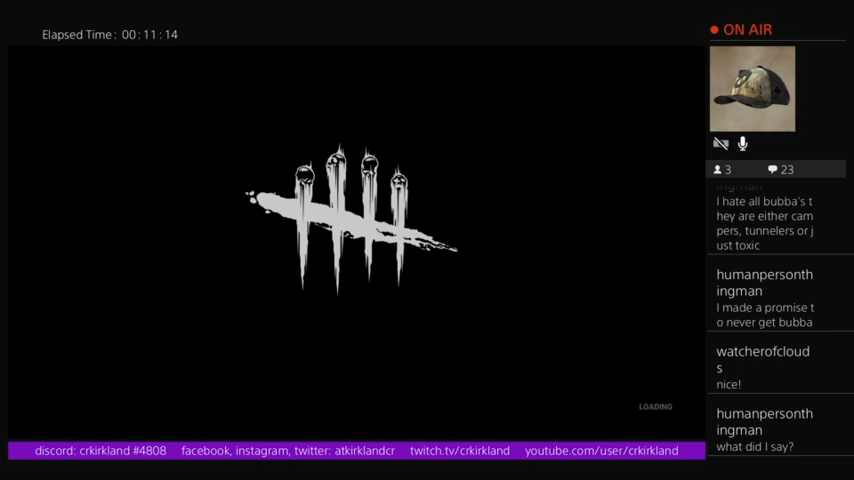 Elapsed Time: 00:11:14
ON AIR
3
23
ingman
I hate all bubba's t
hey are either cam
pers, tunnelers or j
ust toxic
humanpersonth
ingman
I made a promise t
o never get bubba
watcherofcloud
s
nice!
humanpersonth
ingman
what did I say?
LOADING
discord: crkirkland #4808 facebook, instagram, twitter: atkirklandcr twitch.tv/crkirkland youtube.com/user/crkirkland